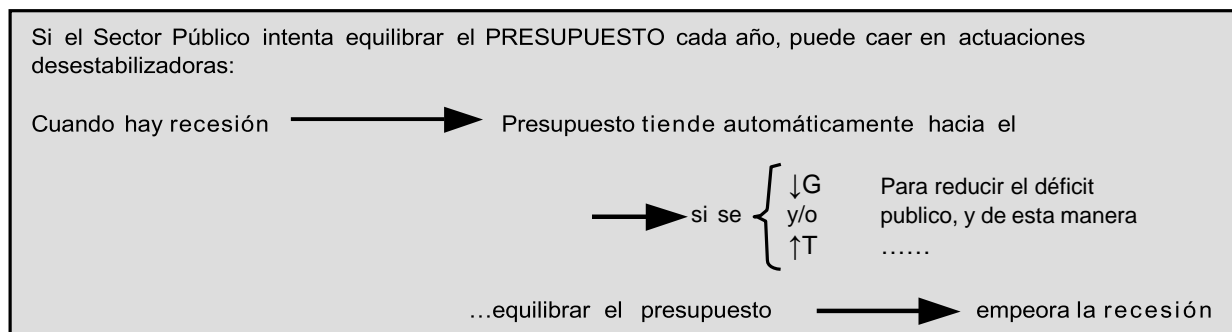 Si el Sector Público intenta equilibrar el PRESUPUESTO cada año, puede caer en actuaciones
desestabilizadoras:
Cuando hay recesión Presupuesto tiende automáticamente hacia el
si se ↓G Para reducir el déficit
y/o publico, y de esta manera
↑T ......
...equilibrar el presupuesto empeora la recesión